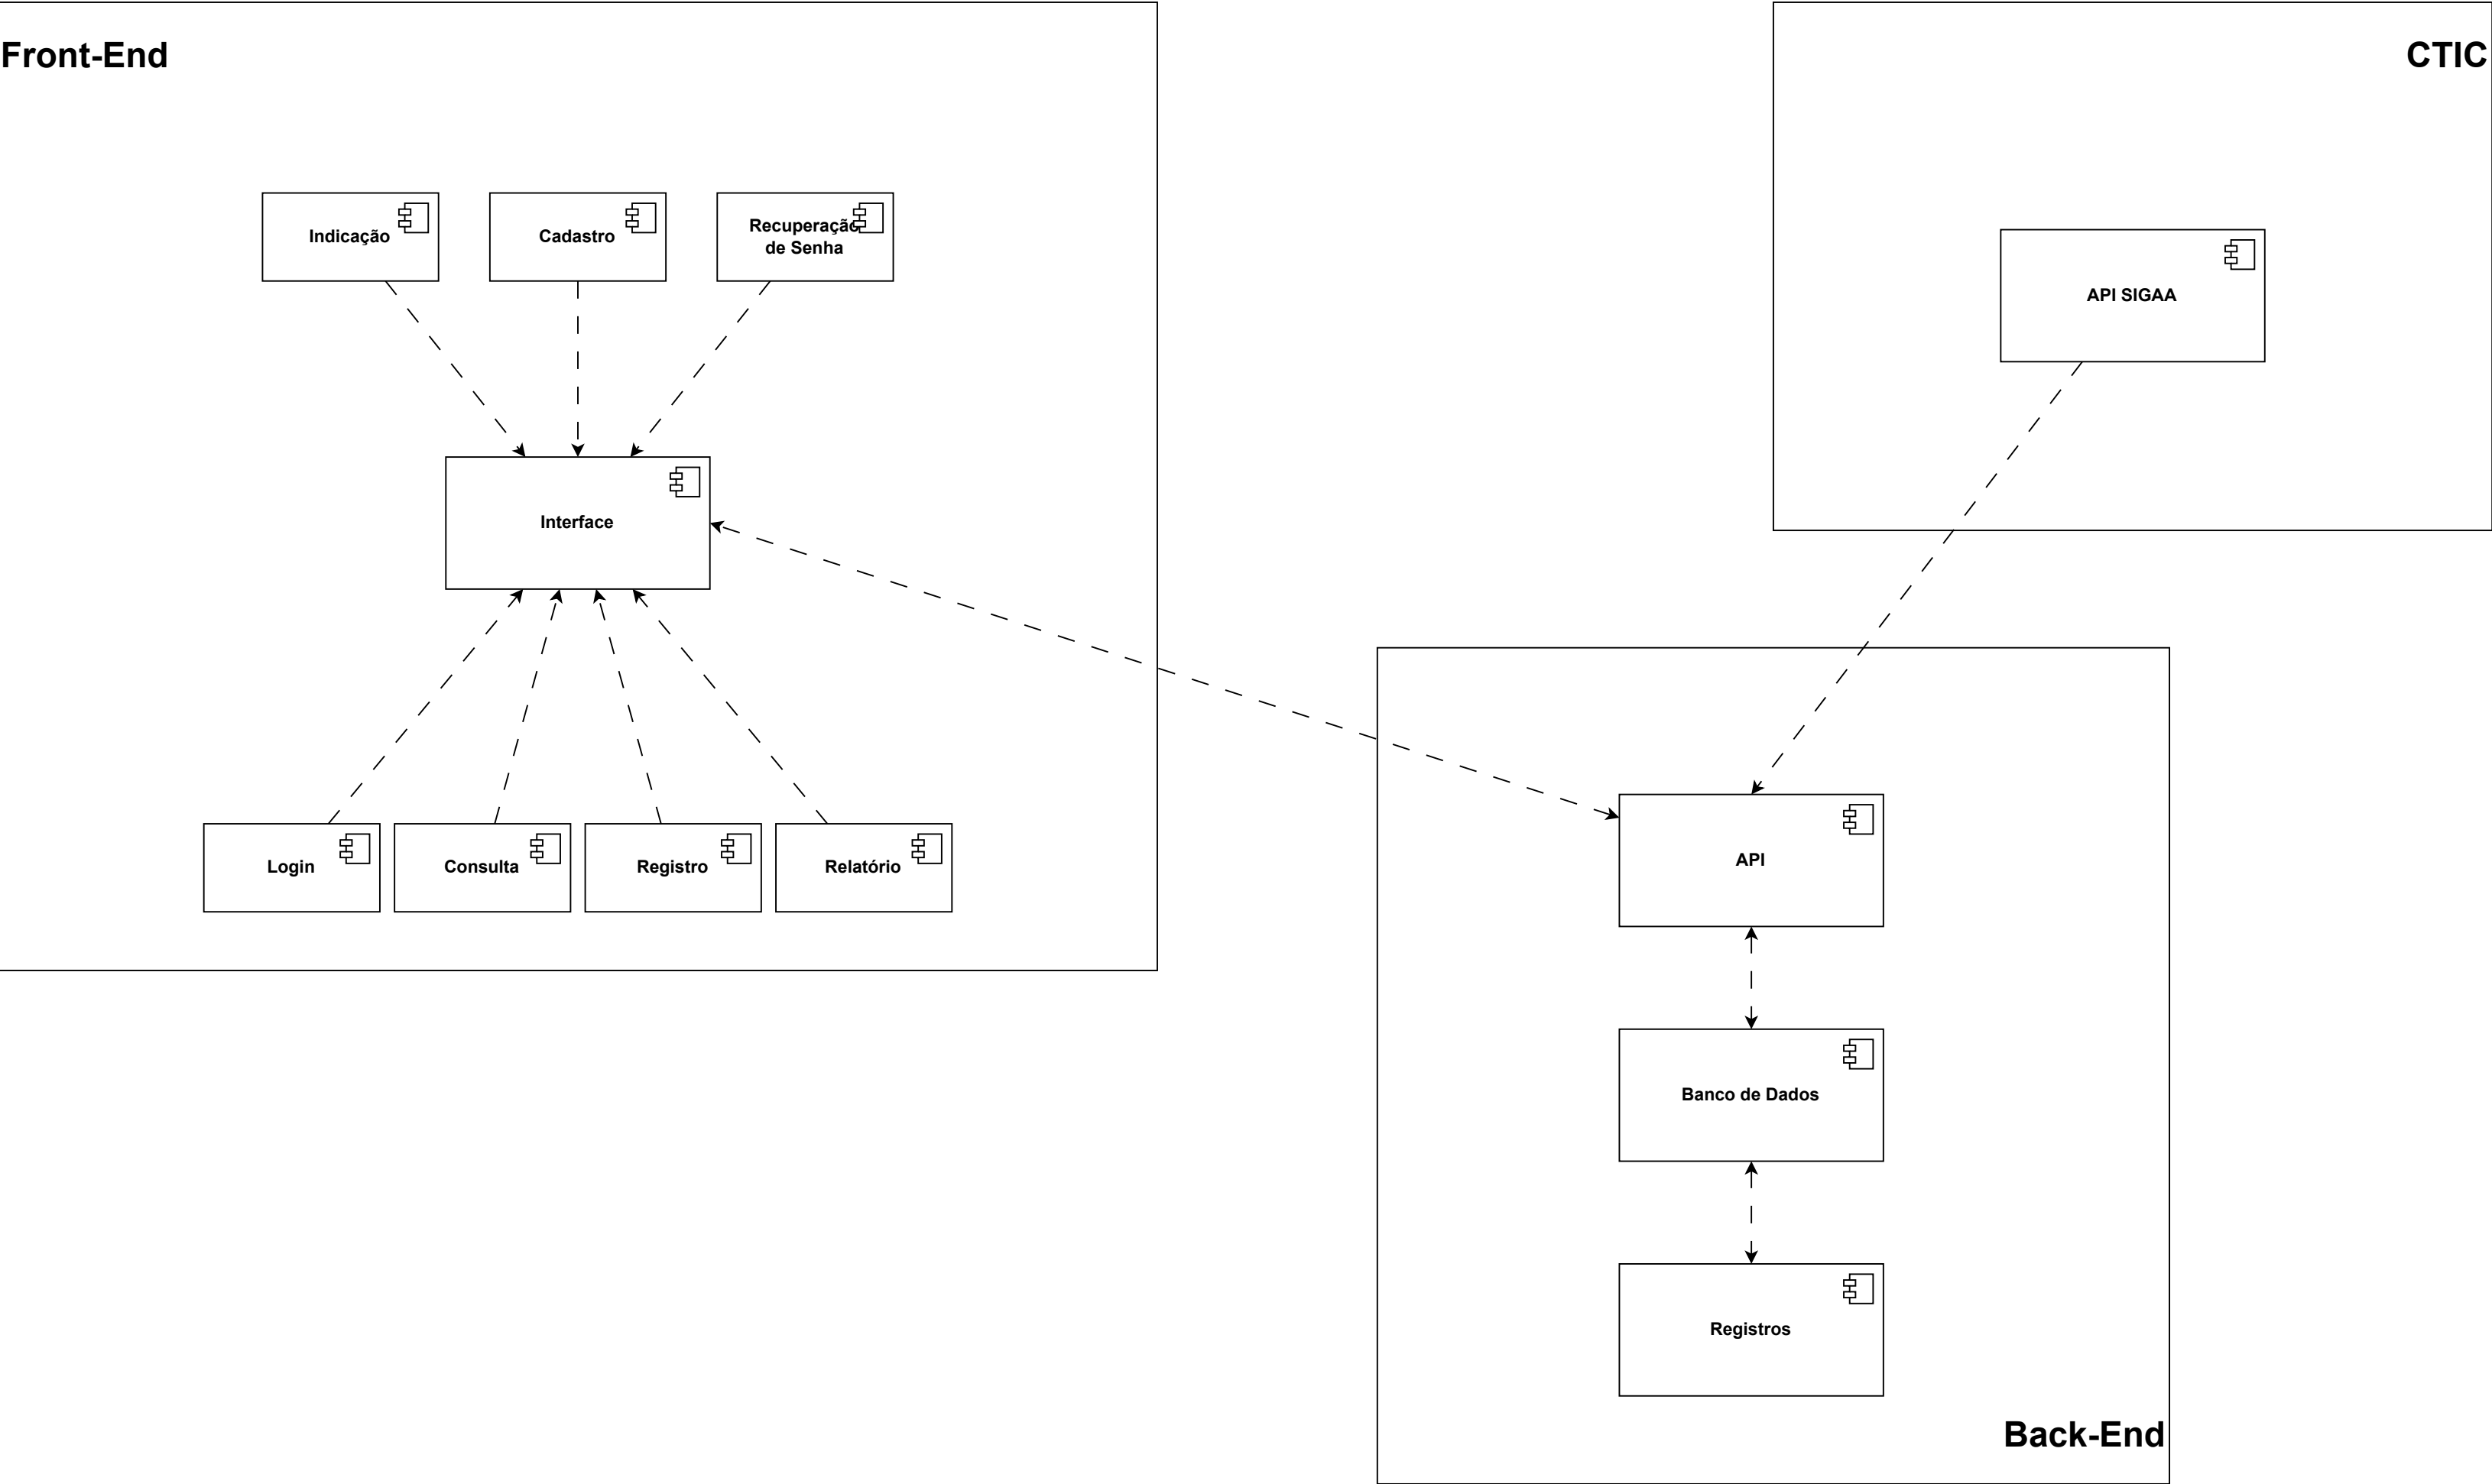 Front-End
CTIC
Indicação
Cadastro
Recuperação
de Senha
API SIGAA
Interface
Login
Consulta
Registro
Relatório
API
Banco de Dados
Registros
Back-End